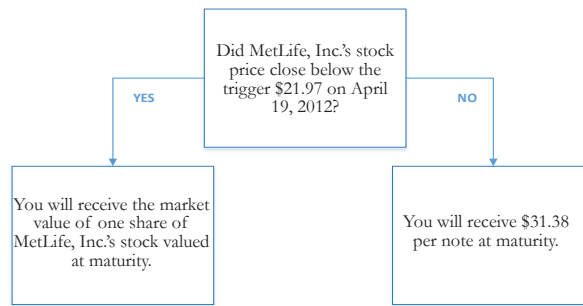 Did MetLife, Inc.'s stock
price close below the
trigger $21.97 on April
19, 2012?
YES
NO
You will receive the market
value of one share of
MetLife, Inc.'s stock valued
at maturity.
You will receive $31.38
per note at maturity.